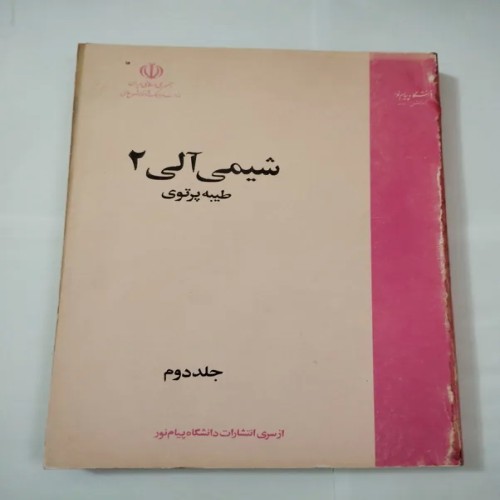 شیمی آلی ۲
طیبه پرتوی
جلد دوم
از سری انتشارات دانشگاه پیام نور